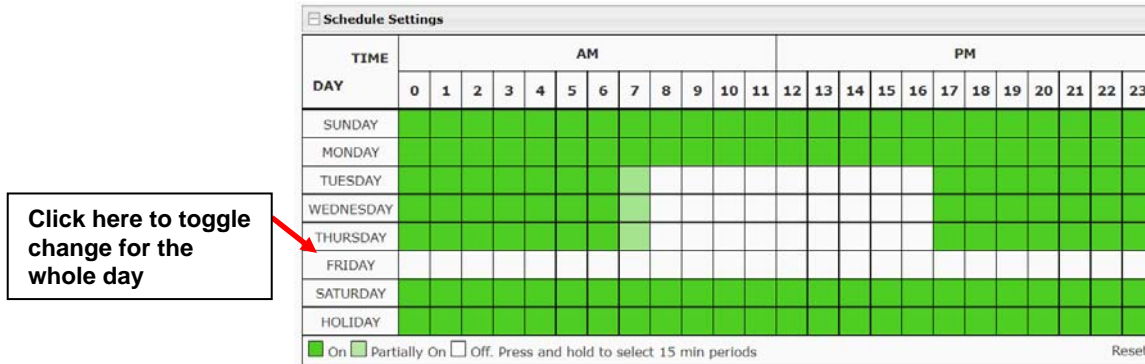 Schedule Settings
TIME AM PM
DAY 0 1 2 3 4 5 6 7 8 9 10 11 12 13 14 15 16 17 18 19 20 21 22 23
SUNDAY
MONDAY
TUESDAY
WEDNESDAY
THURSDAY
FRIDAY
SATURDAY
HOLIDAY
On Partially On Off. Press and hold to select 15 min periods Reset
Click here to toggle
change for the
whole day